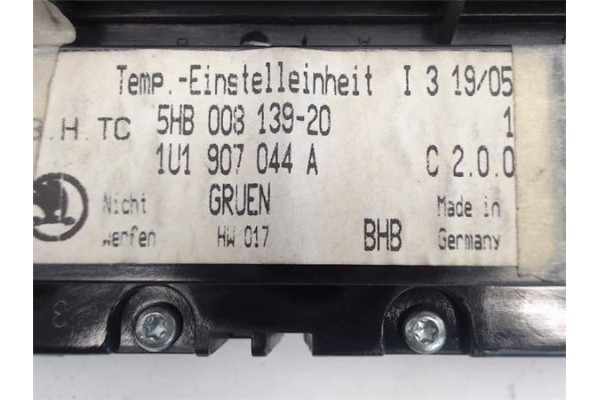 Temp.-Einstelleinheit I 3 19/05
.H.TC 5HB 008 139-20 1
1U1 907 044 A C 2.0.0
Nicht GRUEN Made in
werfen HW 017 BHB Germany